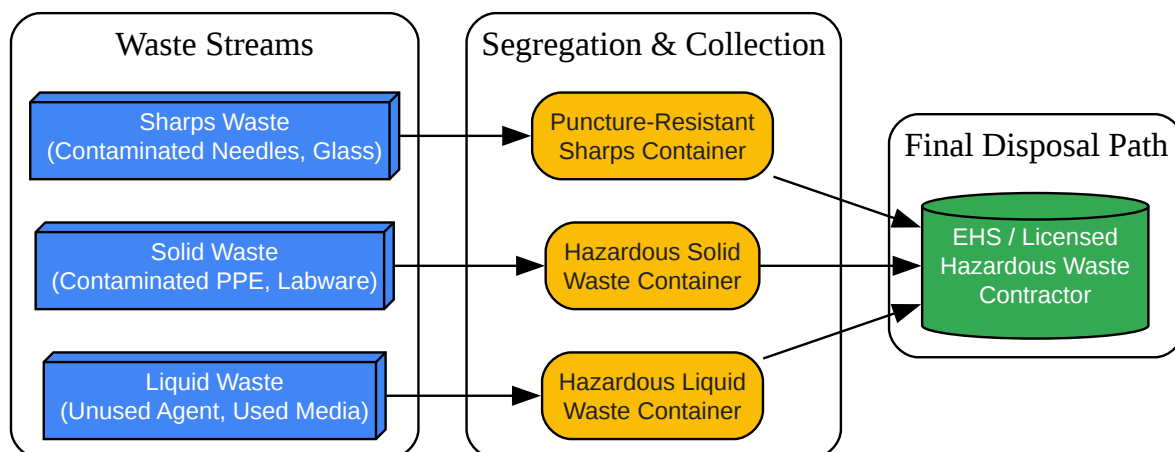 Waste Streams
Sharps Waste
(Contaminated Needles, Glass)
Solid Waste
(Contaminated PPE, Labware)
Liquid Waste
(Unused Agent, Used Media)
Segregation & Collection
Puncture-Resistant
Sharps Container
Hazardous Solid
Waste Container
Hazardous Liquid
Waste Container
Final Disposal Path
EHS / Licensed
Hazardous Waste
Contractor